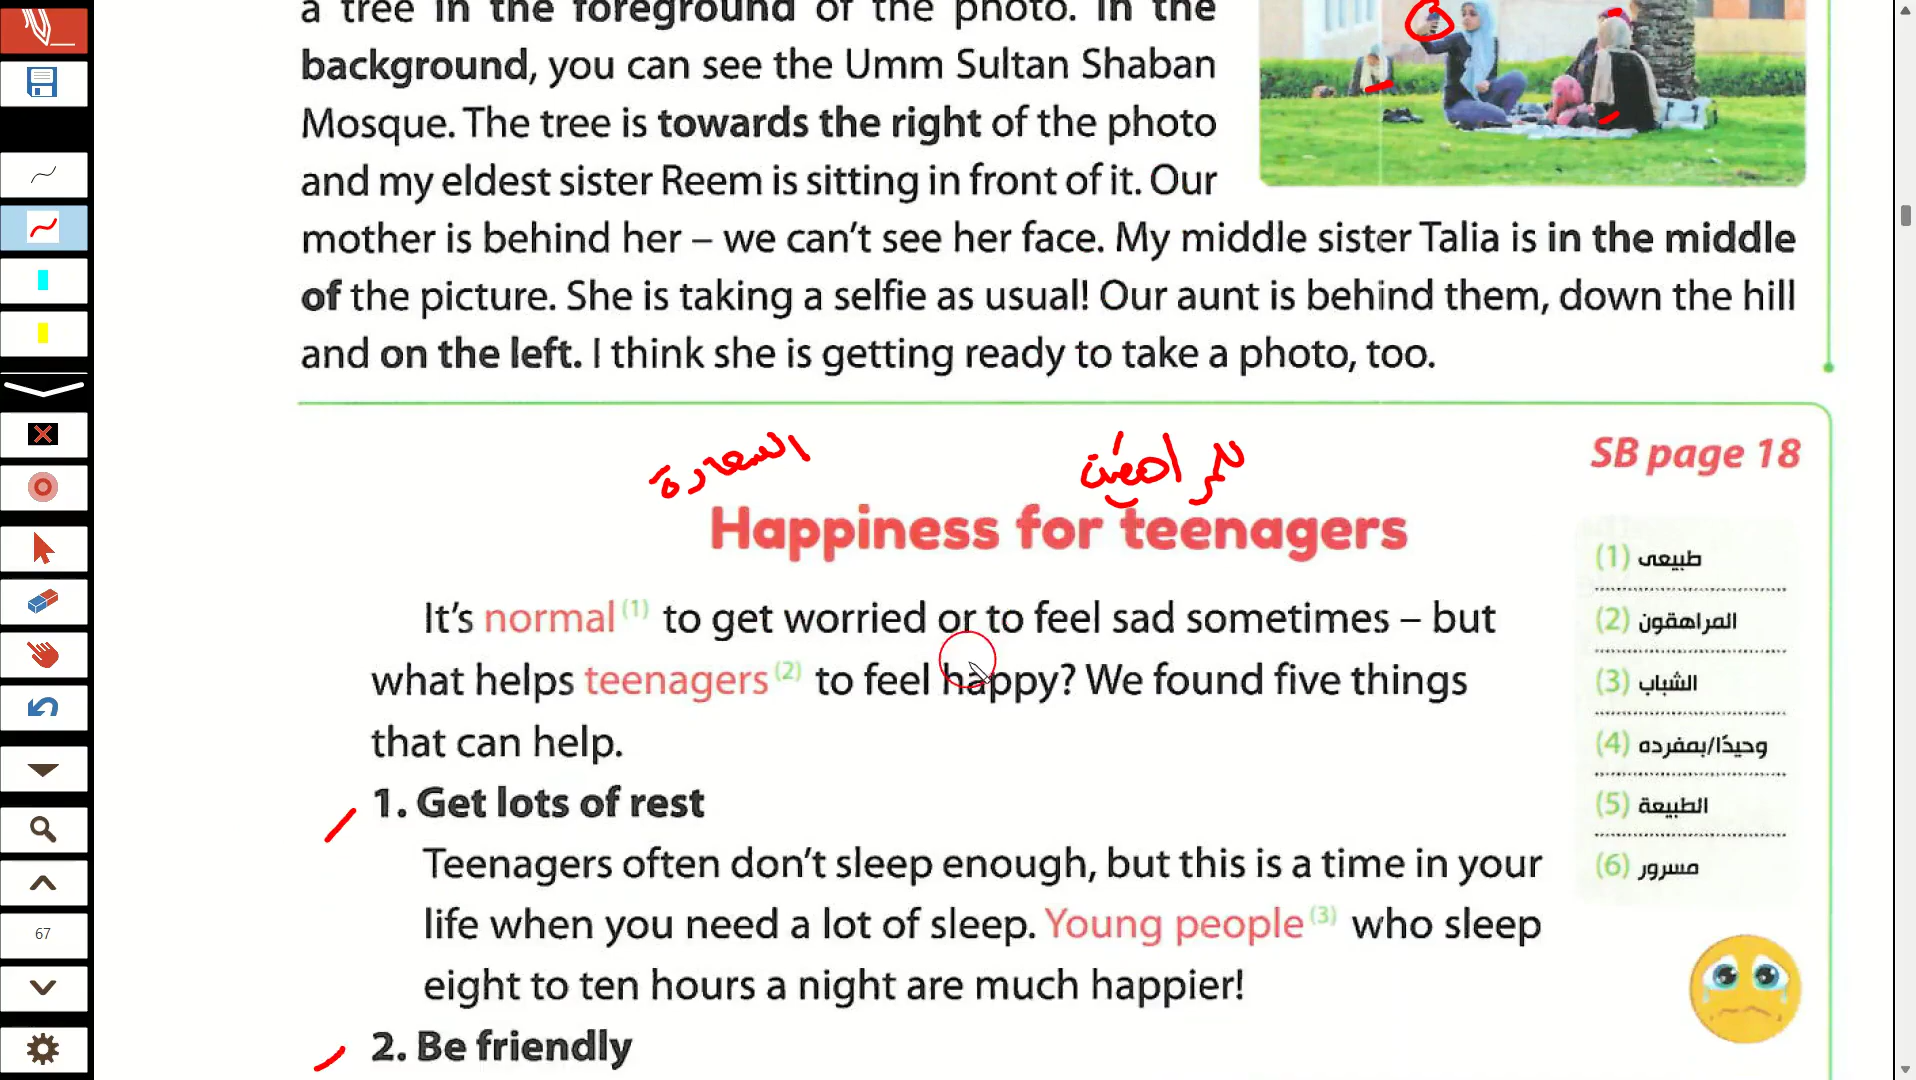 a tree in the foreground of the photo. In the
background, you can see the Umm Sultan Shaban
Mosque. The tree is towards the right of the photo
and my eldest sister Reem is sitting in front of it. Our
mother is behind her – we can't see her face. My middle sister Talia is in the middle
of the picture. She is taking a selfie as usual! Our aunt is behind them, down the hill
and on the left. I think she is getting ready to take a photo, too.
السعادة
للمراهقين
SB page 18
Happiness for teenagers
It's normal (1) to get worried or to feel sad sometimes – but
what helps teenagers (2) to feel happy? We found five things
that can help.
1. Get lots of rest
Teenagers often don't sleep enough, but this is a time in your
life when you need a lot of sleep. Young people (3) who sleep
eight to ten hours a night are much happier!
2. Be friendly
(1) طبيعى
(2) المراهقون
(3) الشباب
(4) وحيدًا/بمفرده
(5) الطبيعة
(6) مسرور
67